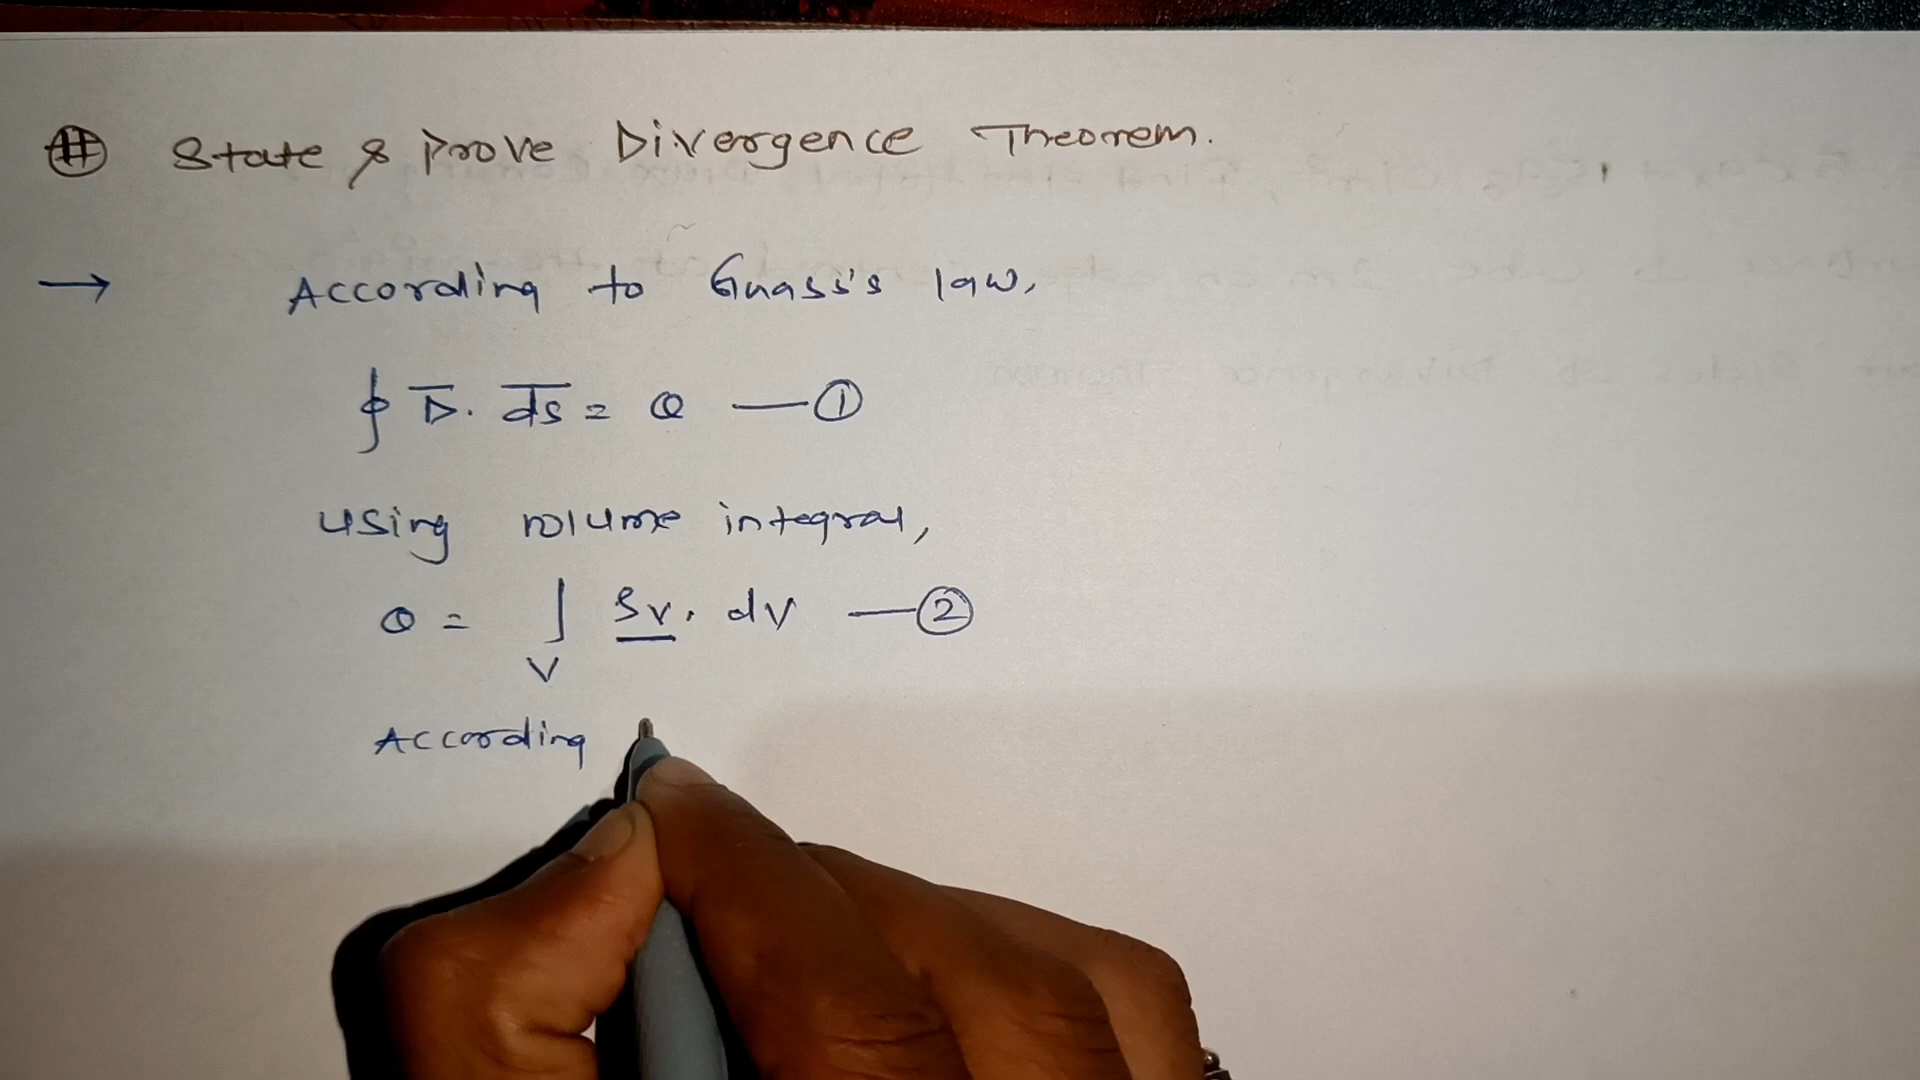 # State & Prove Divergence Theorem.
→ According to Guass's law,
∮ D̅. d̅s̅ = Q — ①
Using volume integral,
Q = ∫ ρv. dv — ②
V
According